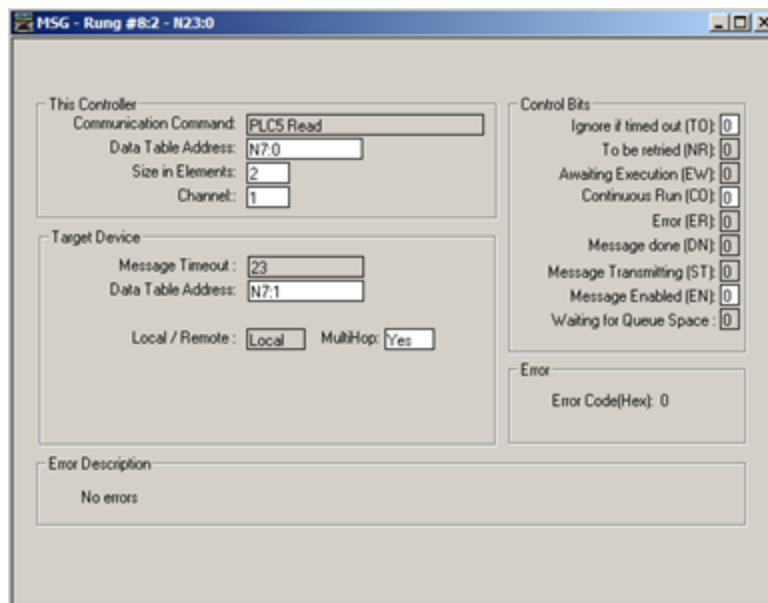 MSG - Rung #8:2 - N23:0
This Controller
Communication Command: PLC5 Read
Data Table Address: N7:0
Size in Elements: 2
Channel:: 1
Target Device
Message Timeout : 23
Data Table Address: N7:1
Local / Remote : Local MultiHop: Yes
Control Bits
Ignore if timed out (TO): 0
To be retried (NR): 0
Awaiting Execution (EW): 0
Continuous Run (CO): 0
Error (ER): 0
Message done (DN): 0
Message Transmitting (ST): 0
Message Enabled (EN): 0
Waiting for Queue Space : 0
Error
Error Code(Hex): 0
Error Description
No errors